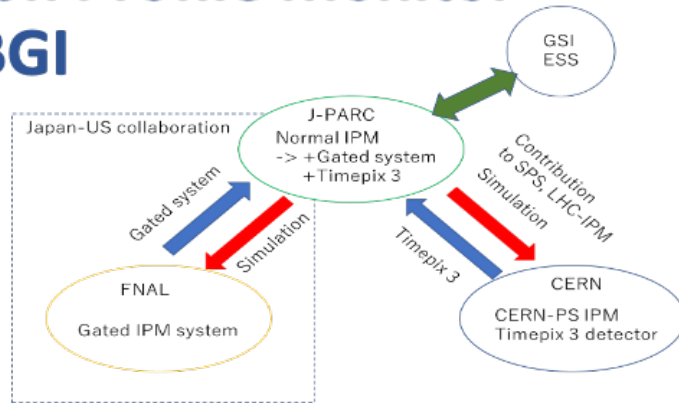 BGI
GSI
ESS
Japan-US collaboration
J-PARC
Normal IPM
-> +Gated system
+Timepix 3
Gated system
Simulation
Contribution
to SPS, LHC-IPM
Simulation
Timepix 3
FNAL
Gated IPM system
CERN
CERN-PS IPM
Timepix 3 detector